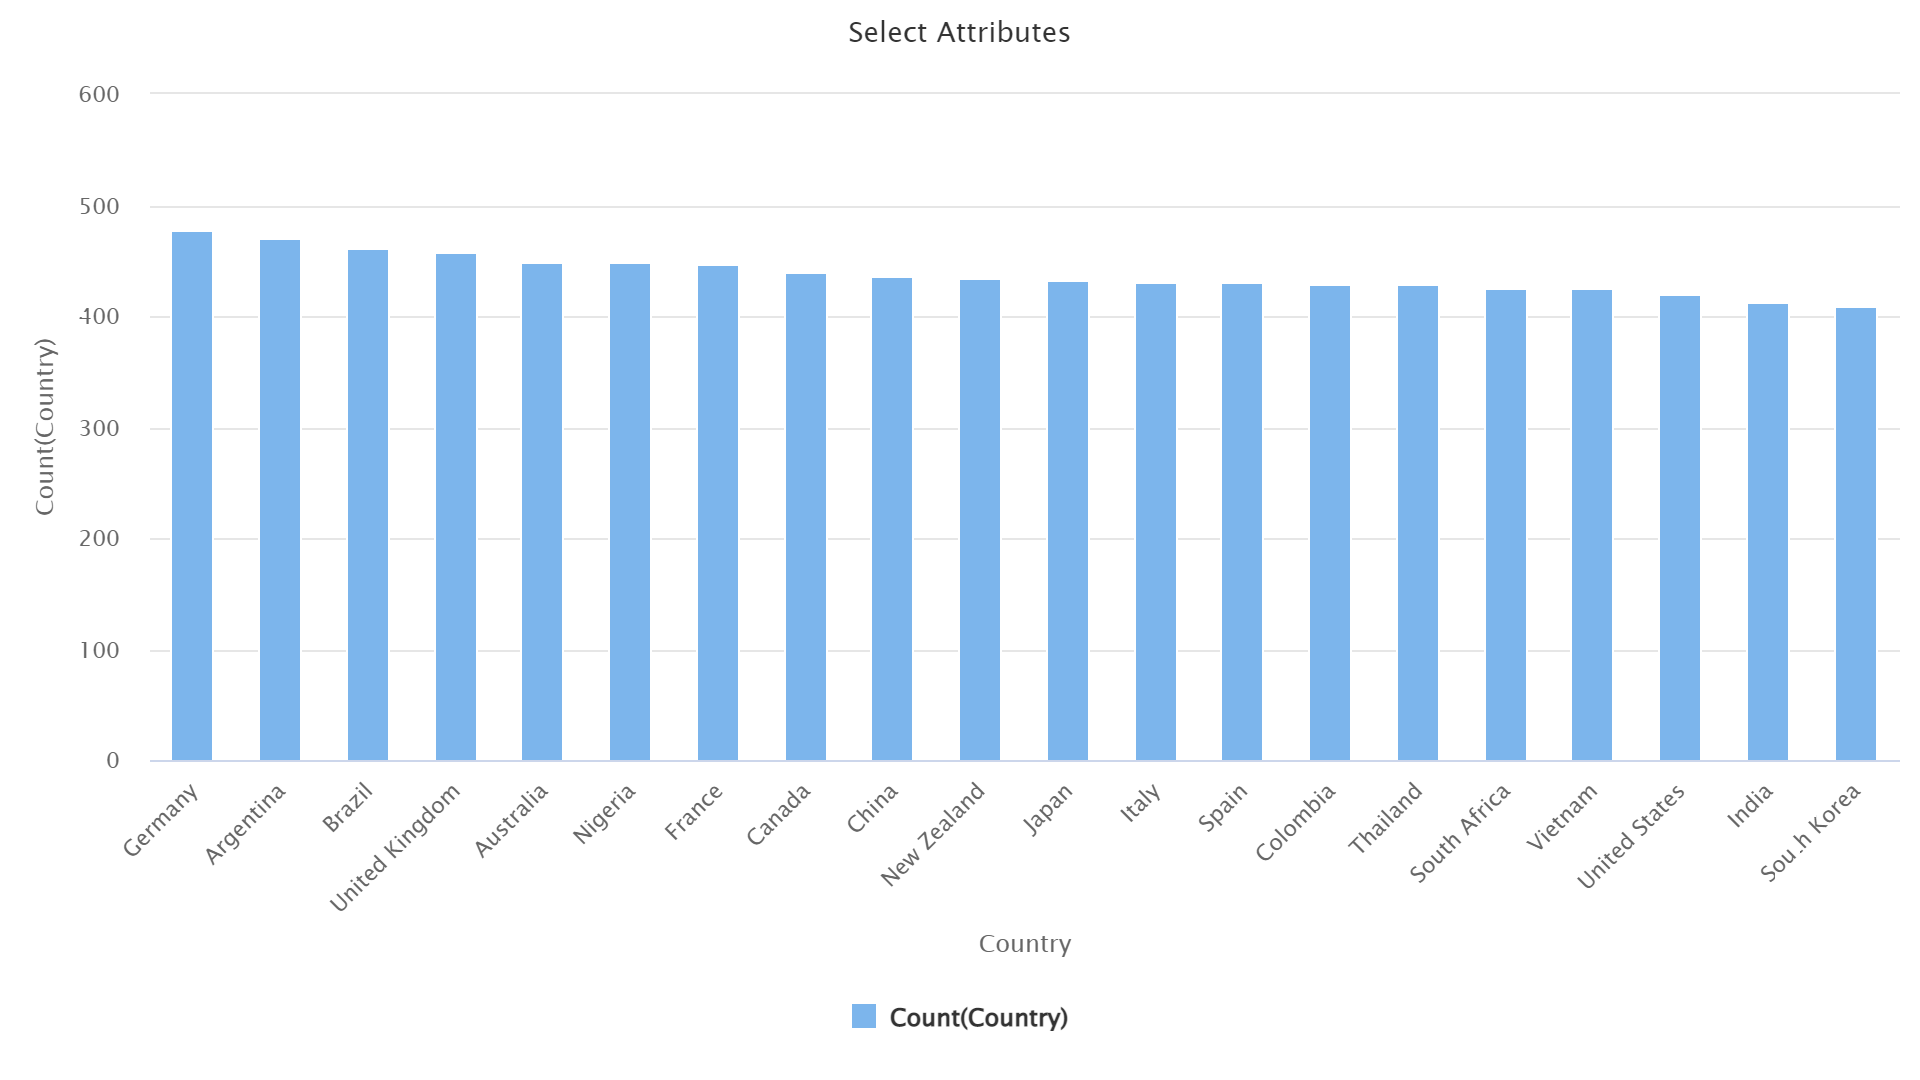 Select Attributes
600
500
400
300
200
100
0
Count(Country)
Germany
Argentina
Brazil
United Kingdom
Australia
Nigeria
France
Canada
China
New Zealand
Japan
Italy
Spain
Colombia
Thailand
South Africa
Vietnam
United States
India
South Korea
Country
Count(Country)